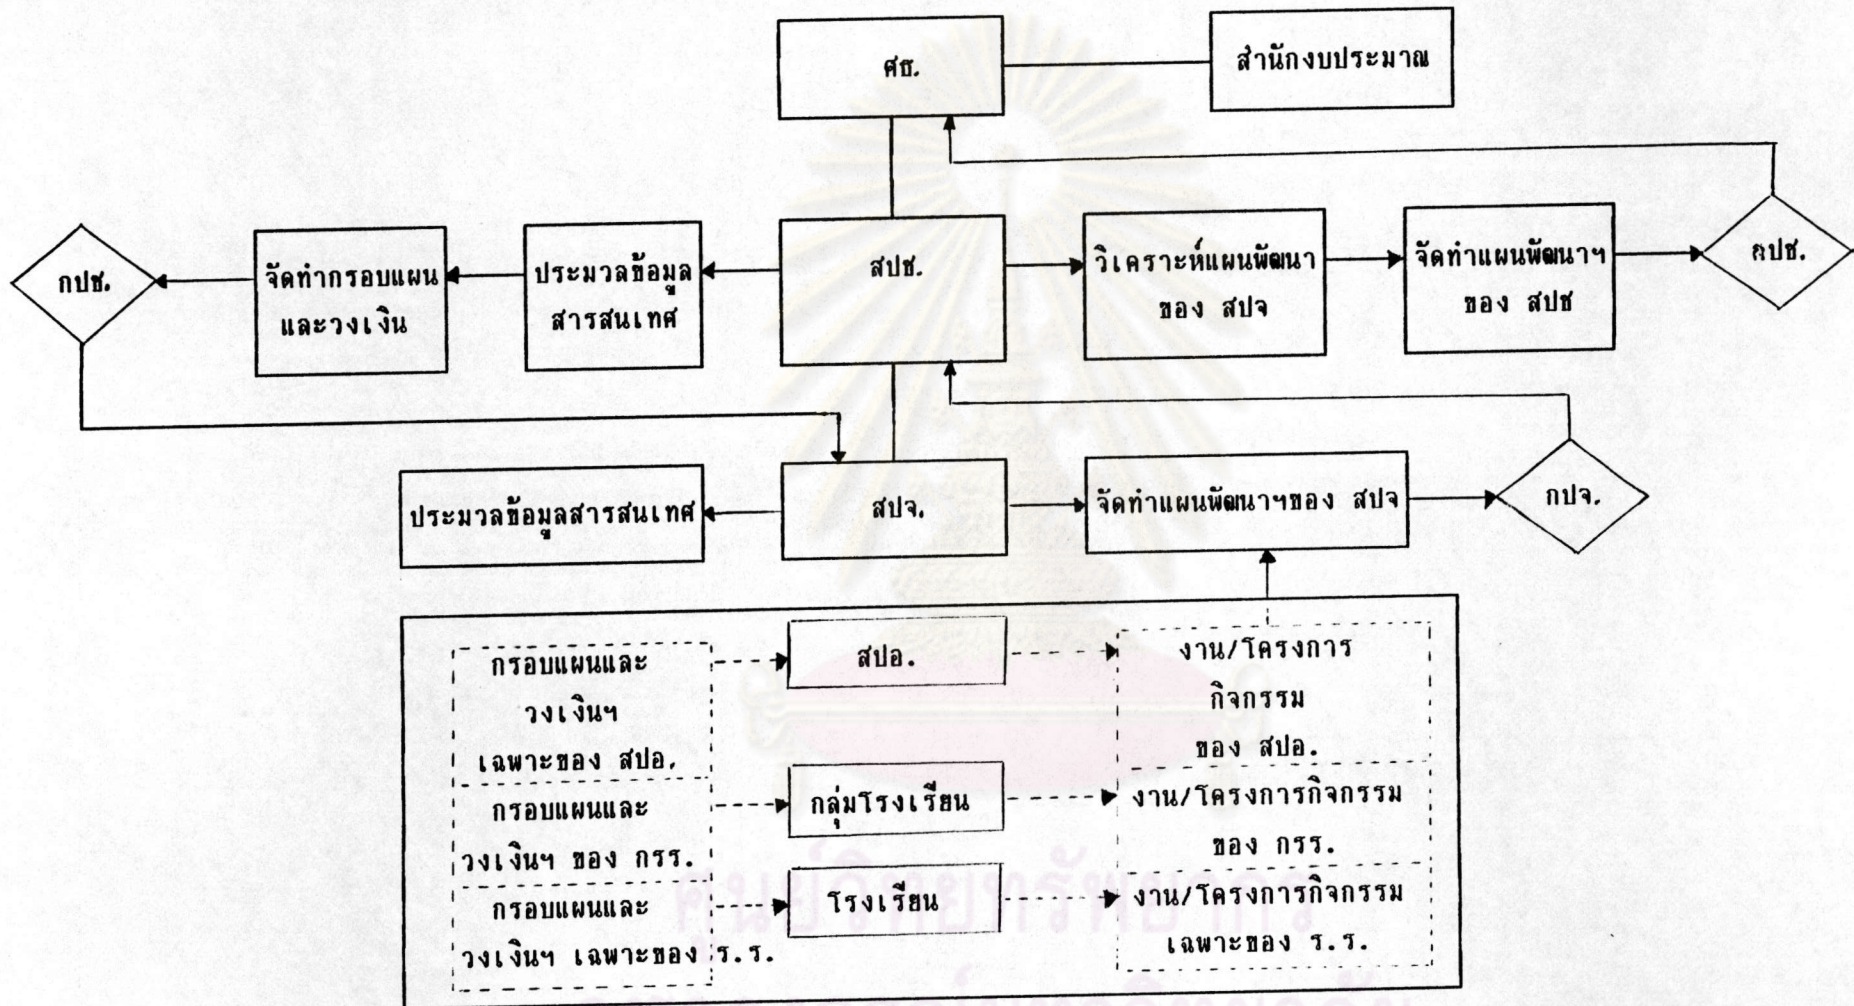 ศธ.
สำนักงบประมาณ
กปช.
จัดทำกรอบแผน
และวงเงิน
ประมวลข้อมูล
สารสนเทศ
สปช.
วิเคราะห์แผนพัฒนา
ของ สปจ
จัดทำแผนพัฒนาฯ
ของ สปช
กปช.
ประมวลข้อมูลสารสนเทศ
สปจ.
จัดทำแผนพัฒนาฯของ สปจ
กปจ.
กรอบแผนและ
วงเงินฯ
เฉพาะของ สปอ.
สปอ.
งาน/โครงการ
กิจกรรม
ของ สปอ.
กรอบแผนและ
วงเงินฯ ของ กรร.
กลุ่มโรงเรียน
งาน/โครงการกิจกรรม
ของ กรร.
กรอบแผนและ
วงเงินฯ เฉพาะของ ร.ร.
โรงเรียน
งาน/โครงการกิจกรรม
เฉพาะของ ร.ร.
ศูนย์วิทยทรัพยากร